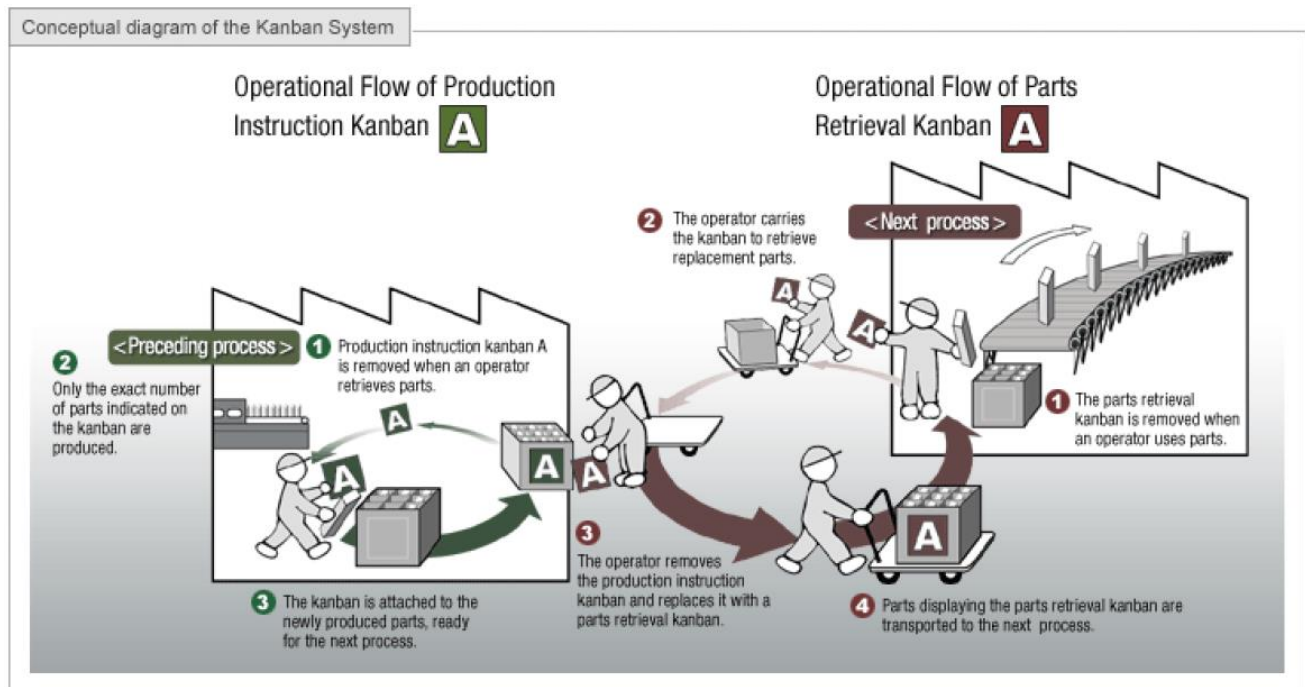 Conceptual diagram of the Kanban System
Operational Flow of Production
Instruction Kanban A
Operational Flow of Parts
Retrieval Kanban A
2 The operator carries
the kanban to retrieve
replacement parts.
<Next process>
A
A
<Preceding process>
1 Production instruction kanban A
is removed when an operator
retrieves parts.
2
Only the exact number
of parts indicated on
the kanban are
produced.
1 The parts retrieval
kanban is removed when
an operator uses parts.
A
A
A
A
A
3
The operator removes
the production instruction
kanban and replaces it with a
parts retrieval kanban.
3 The kanban is attached to the
newly produced parts, ready
for the next process.
4 Parts displaying the parts retrieval kanban are
transported to the next process.